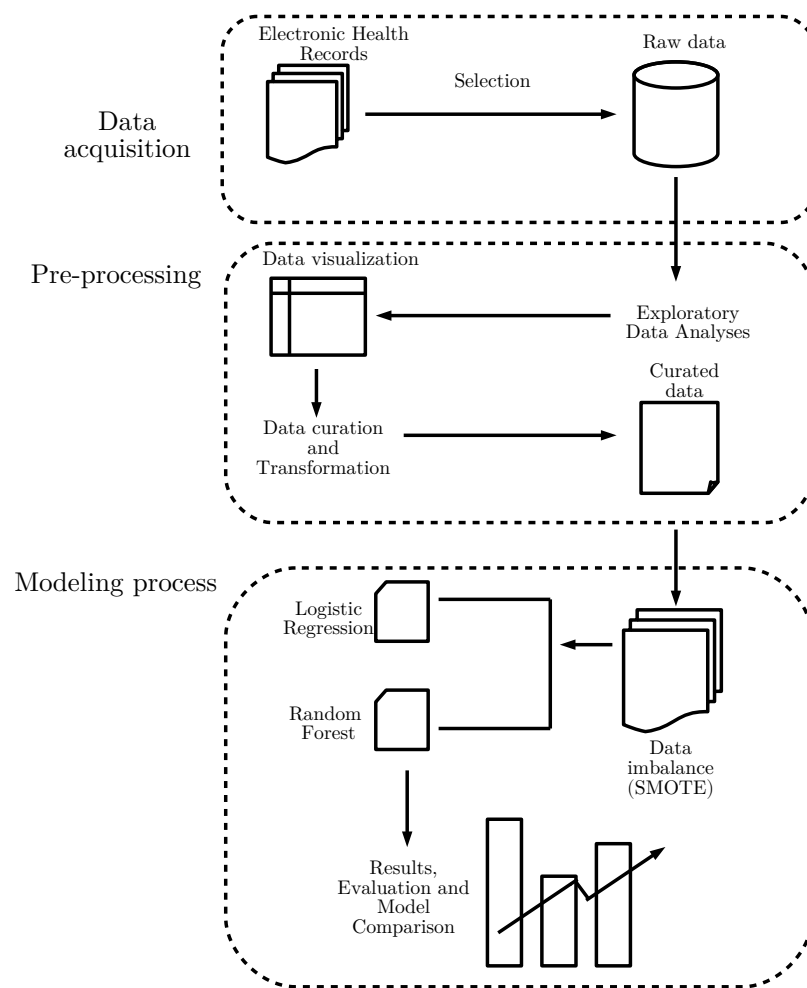 Data
acquisition
Electronic Health
Records
Selection
Raw data
Pre-processing
Data visualization
Exploratory
Data Analyses
Data curation
and
Transformation
Curated
data
Modeling process
Logistic
Regression
Random
Forest
Data
imbalance
(SMOTE)
Results,
Evaluation and
Model
Comparison